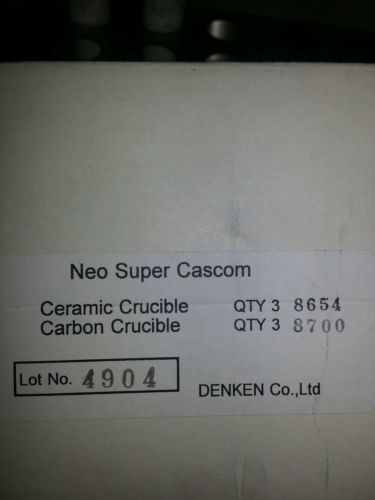 Neo Super Cascom
Ceramic Crucible QTY 3 8654
Carbon Crucible QTY 3 8700
Lot No. 4904
DENKEN Co.,Ltd